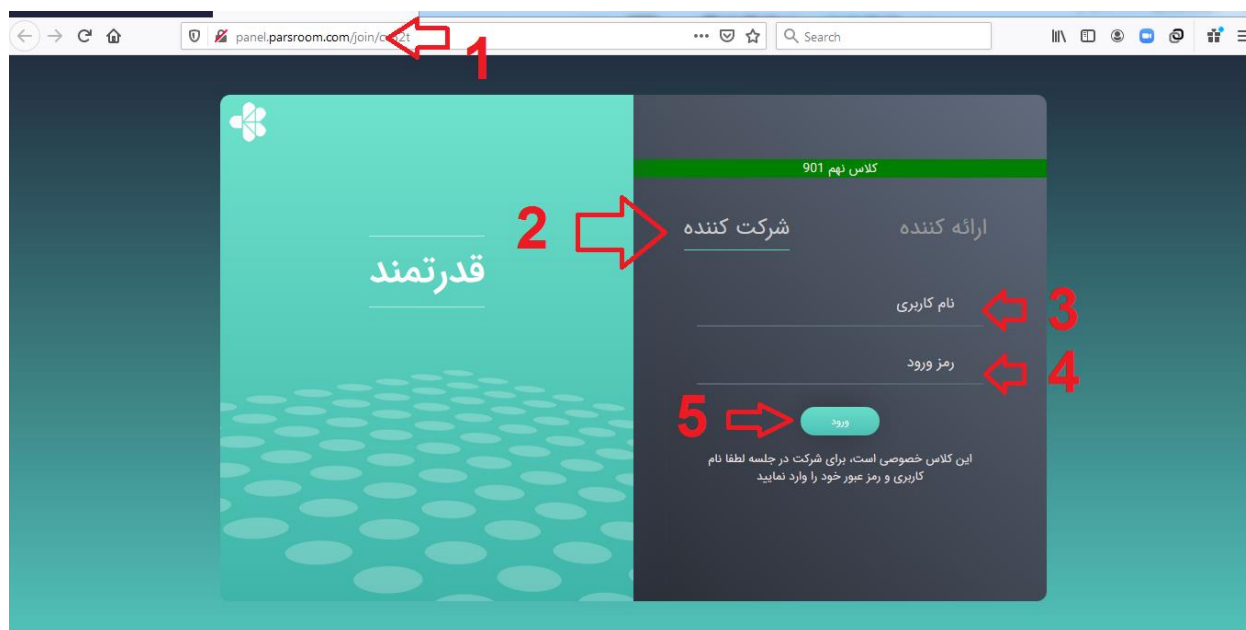 panel.parsroom.com/join/
Search
1
کلاس نهم 901
ارائه کننده
شرکت کننده
2
قدرتمند
نام کاربری
3
رمز ورود
4
ورود
5
این کلاس خصوصی است، برای شرکت در جلسه لطفا نام
کاربری و رمز عبور خود را وارد نمایید